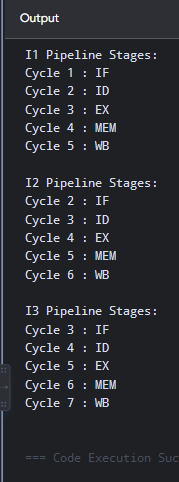 Output
I1 Pipeline Stages:
Cycle 1 : IF
Cycle 2 : ID
Cycle 3 : EX
Cycle 4 : MEM
Cycle 5 : WB
I2 Pipeline Stages:
Cycle 2 : IF
Cycle 3 : ID
Cycle 4 : EX
Cycle 5 : MEM
Cycle 6 : WB
I3 Pipeline Stages:
Cycle 3 : IF
Cycle 4 : ID
Cycle 5 : EX
Cycle 6 : MEM
Cycle 7 : WB
=== Code Execution Suc